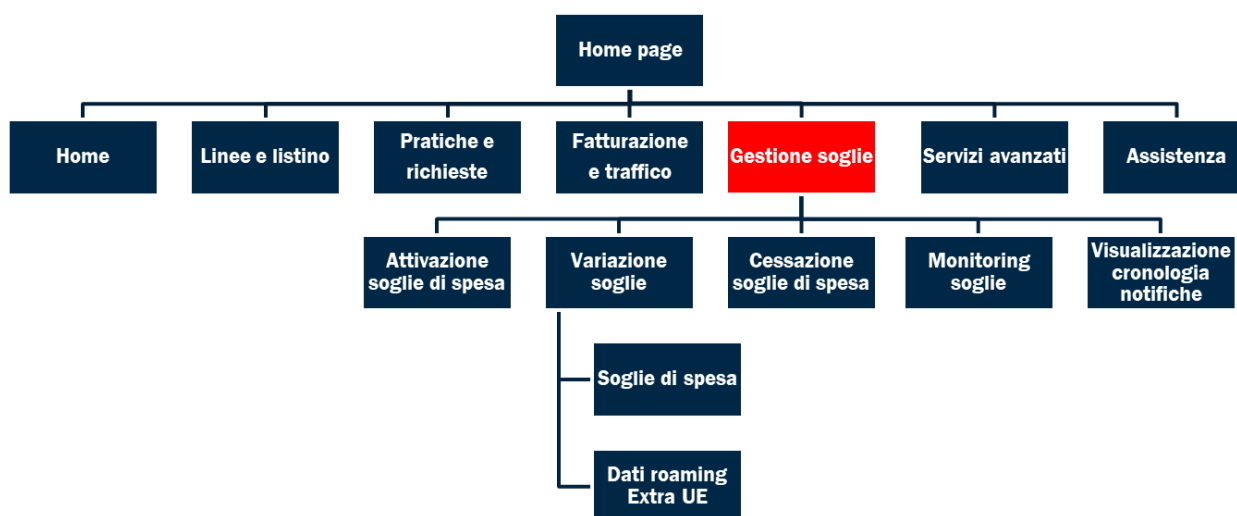 Home page
Home
Linee e listino
Pratiche e
richieste
Fatturazione
e traffico
Gestione soglie
Servizi avanzati
Assistenza
Attivazione
soglie di spesa
Variazione
soglie
Cessazione
soglie di spesa
Monitoring
soglie
Visualizzazione
cronologia
notifiche
Soglie di spesa
Dati roaming
Extra UE